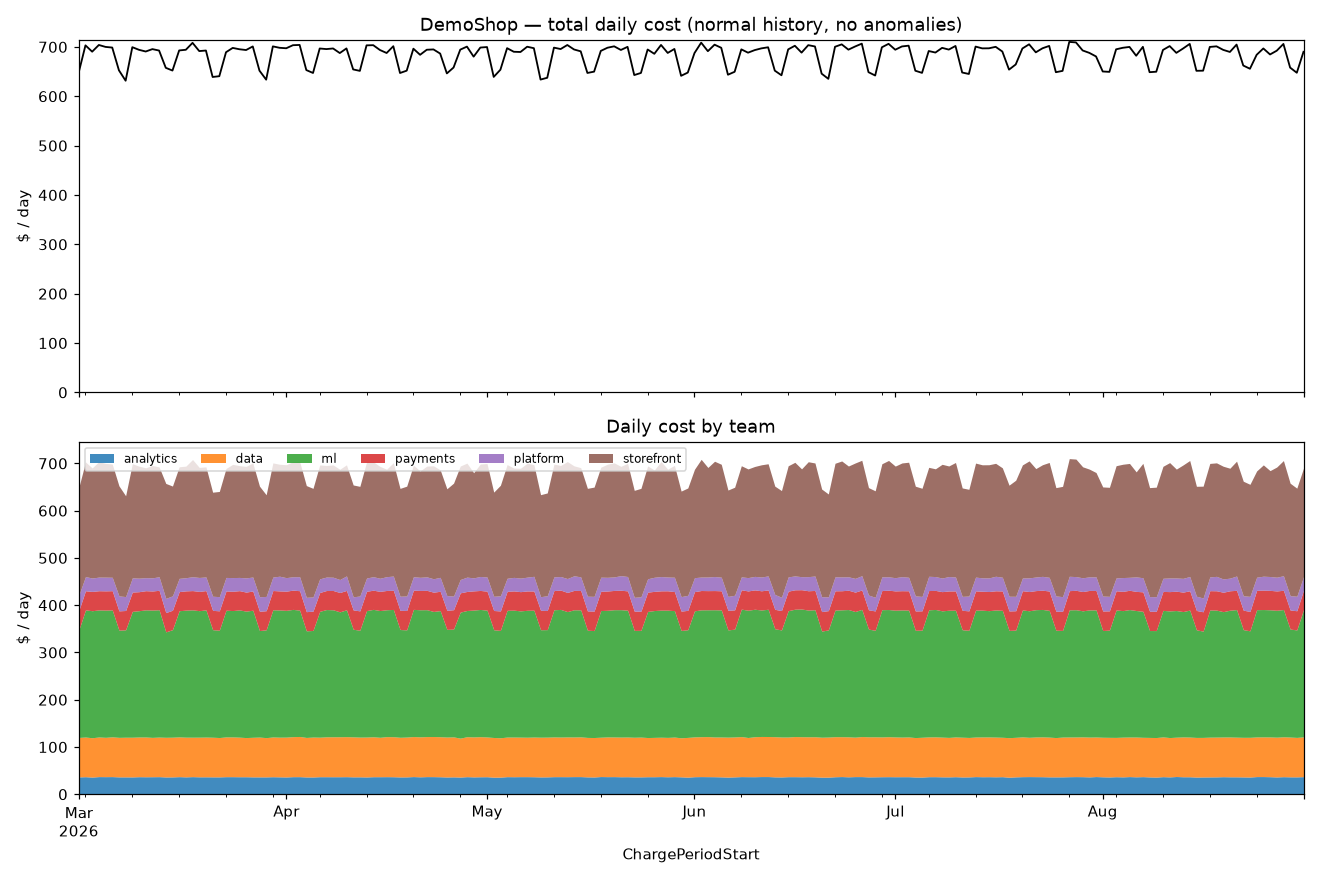 DemoShop — total daily cost (normal history, no anomalies)
700
600
500
400
300
200
100
0
$ / day
Daily cost by team
analytics data ml payments platform storefront
700
600
500
400
300
200
100
0
$ / day
Mar Apr May Jun Jul Aug
2026
ChargePeriodStart